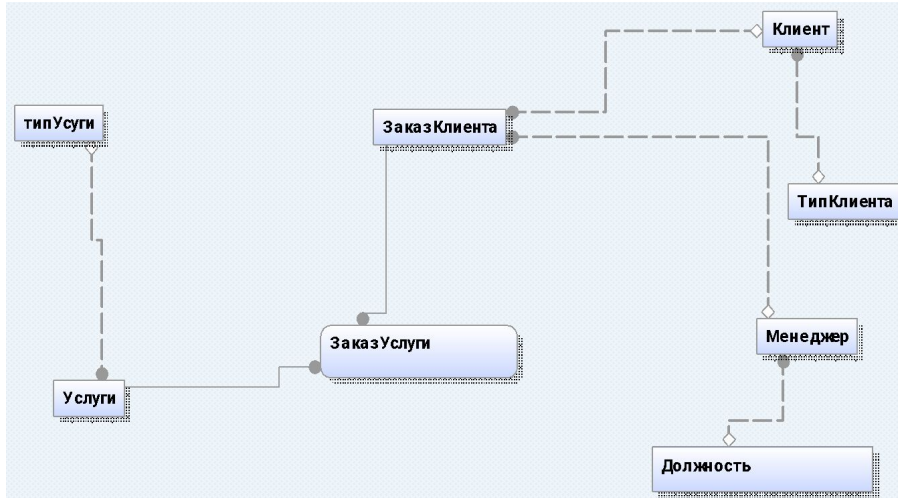 Клиент
типУсуги
ЗаказКлиента
ТипКлиента
ЗаказУслуги
Менеджер
Услуги
Должность